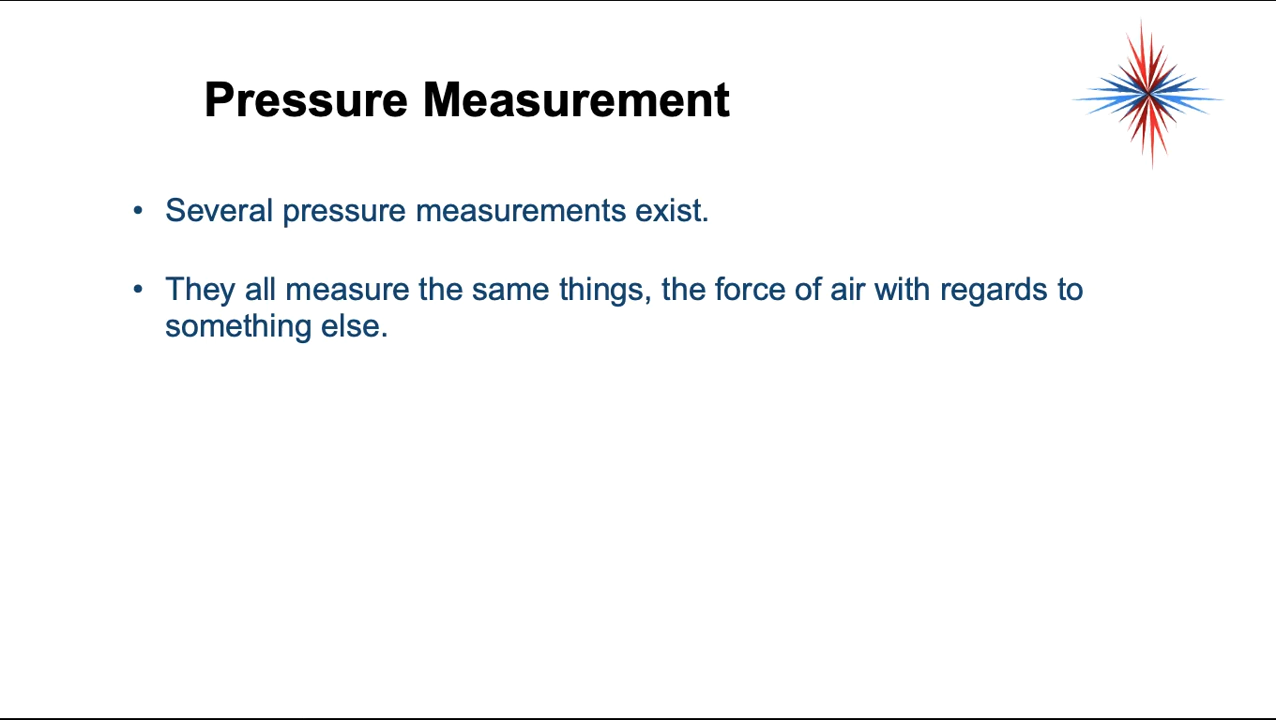 Pressure Measurement
• Several pressure measurements exist.
• They all measure the same things, the force of air with regards to
something else.